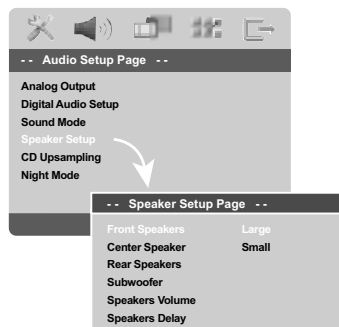 - - Audio Setup Page - -
Analog Output
Digital Audio Setup
Sound Mode
Speaker Setup
CD Upsampling
Night Mode
- - Speaker Setup Page - -
Front Speakers Large
Center Speaker Small
Rear Speakers
Subwoofer
Speakers Volume
Speakers Delay